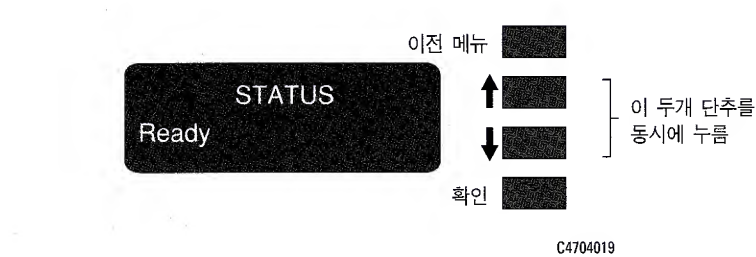 이전 메뉴
STATUS
Ready
이 두개 단추를
동시에 누름
확인
C4704019